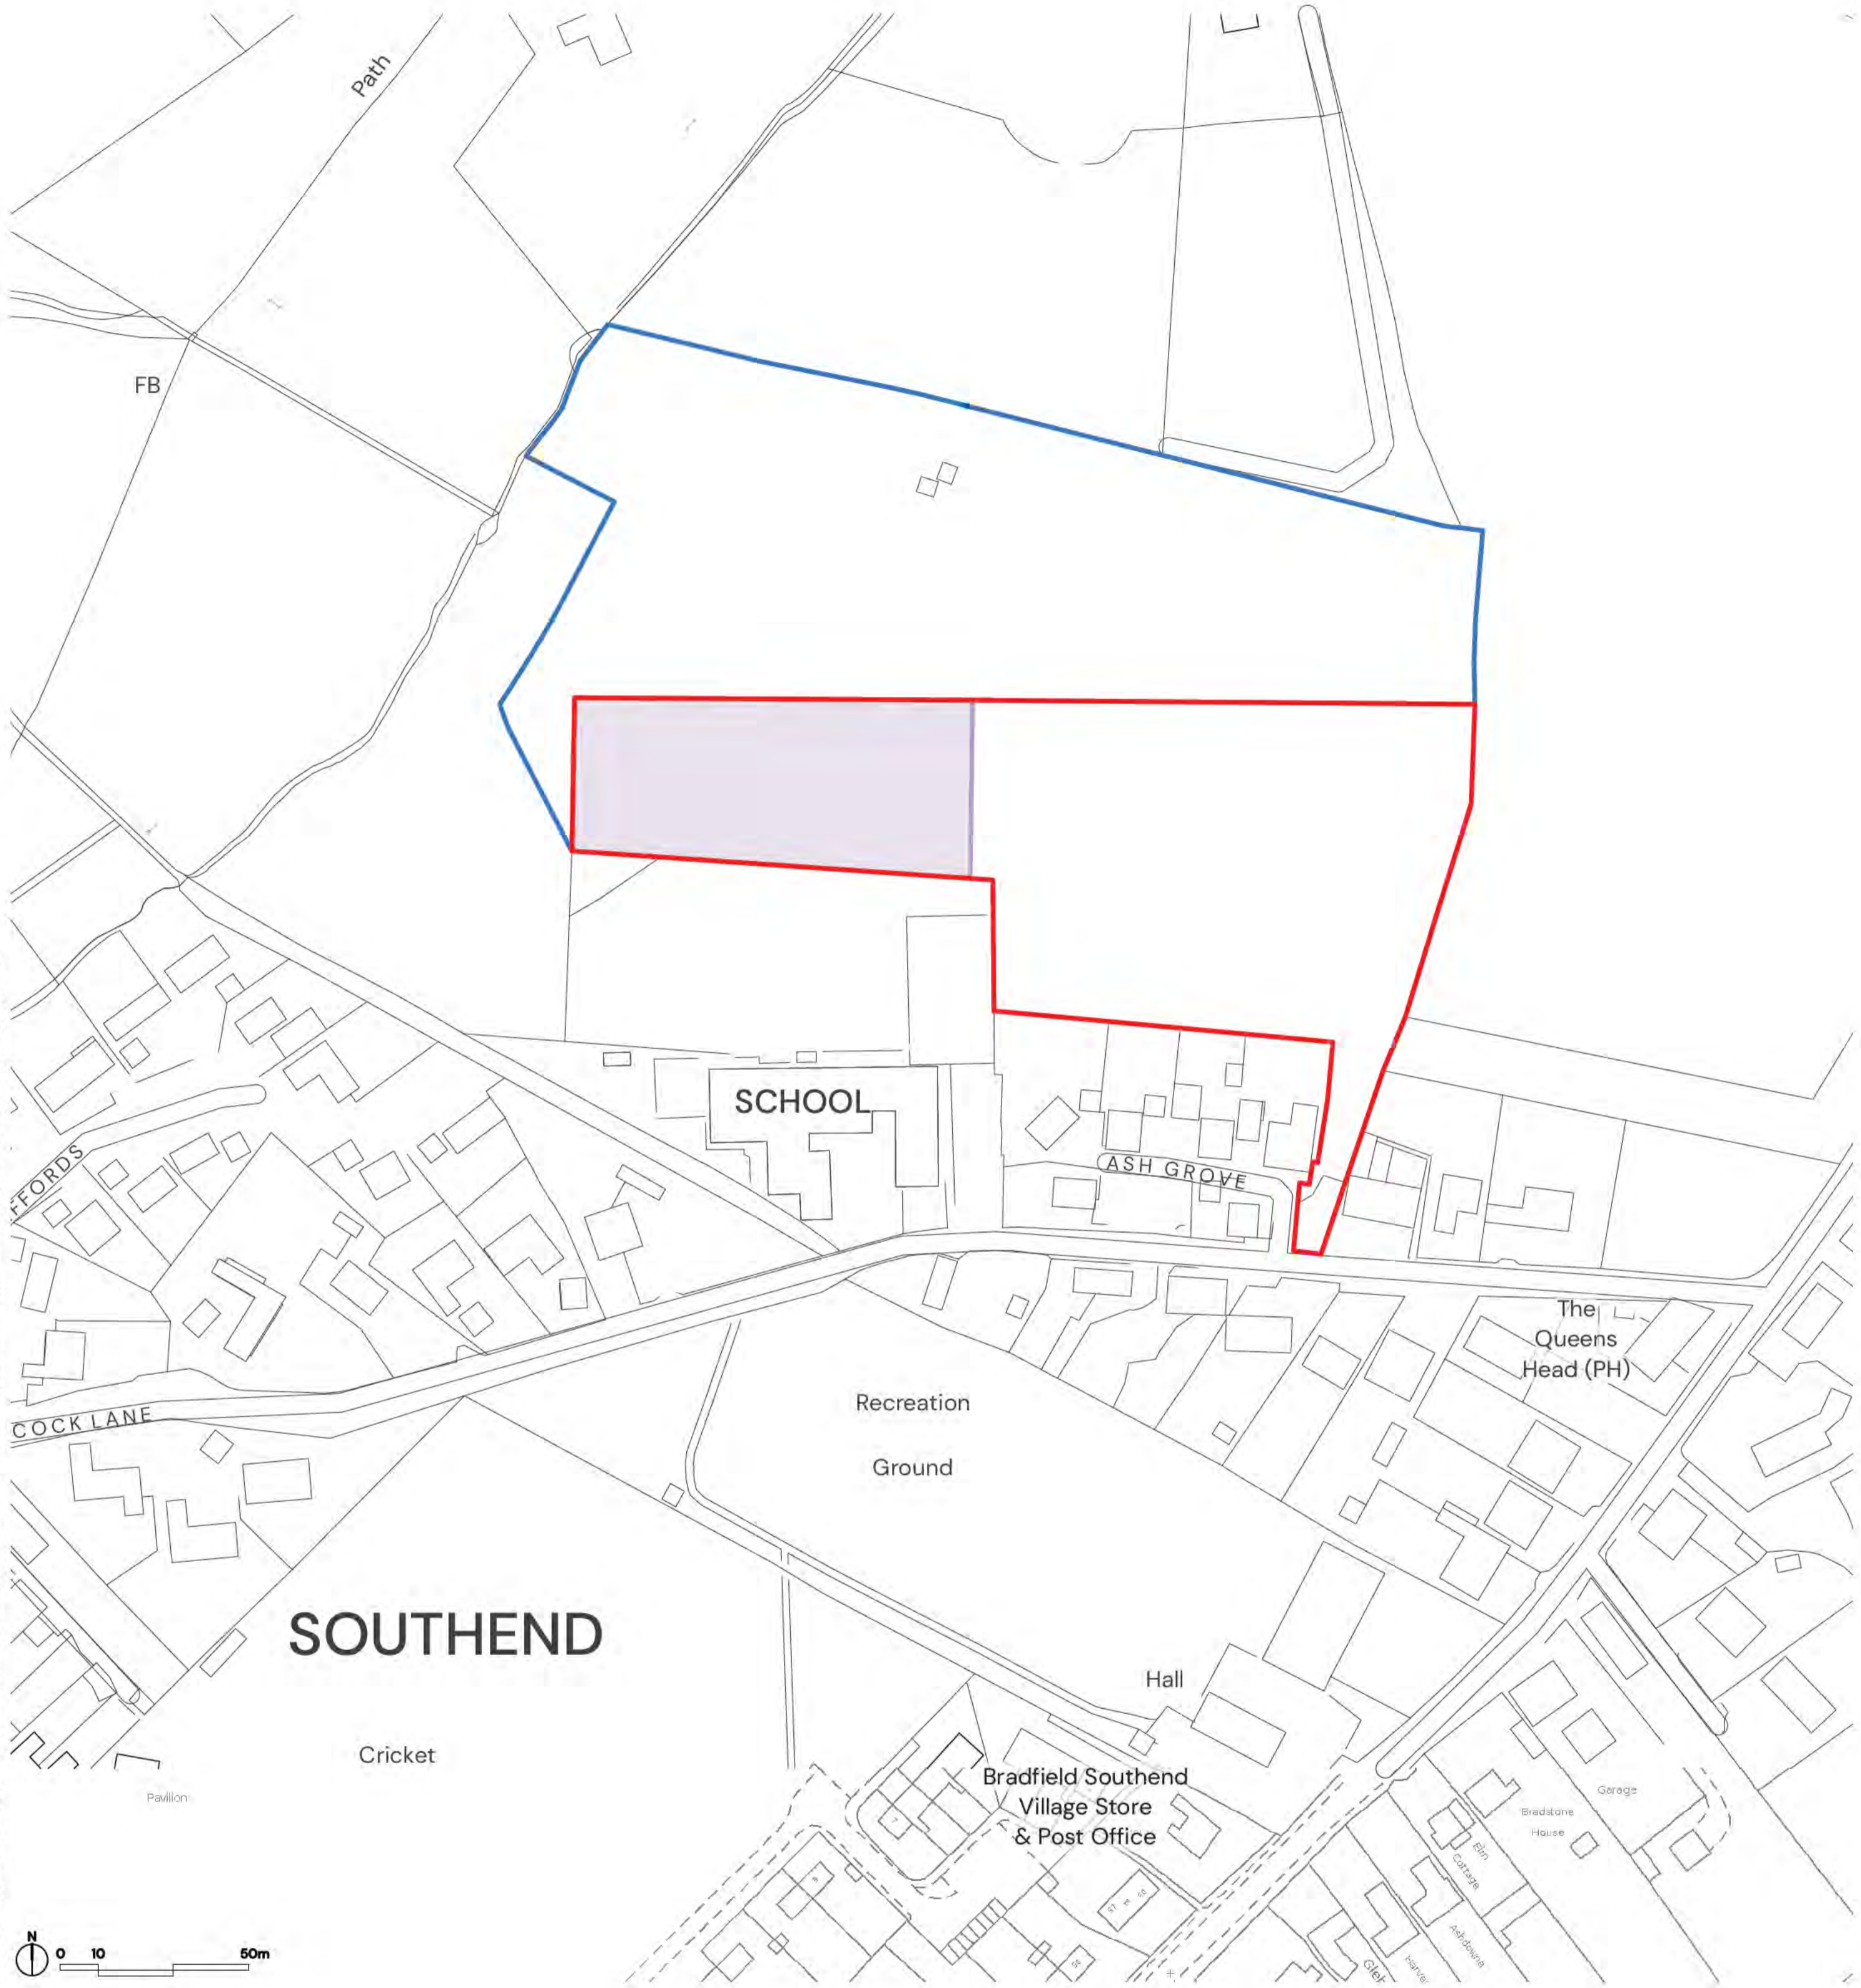 Path
FB
SCHOOL
ASH GROVE
FFORDS
The
Queens
Head (PH)
Recreation
Ground
COCK LANE
SOUTHEND
Hall
Cricket
Bradfield Southend
Village Store
& Post Office
Pavilion
Garage
Bradstone
House
Elm
Cottage
Ashdowne
N
0 10 50m